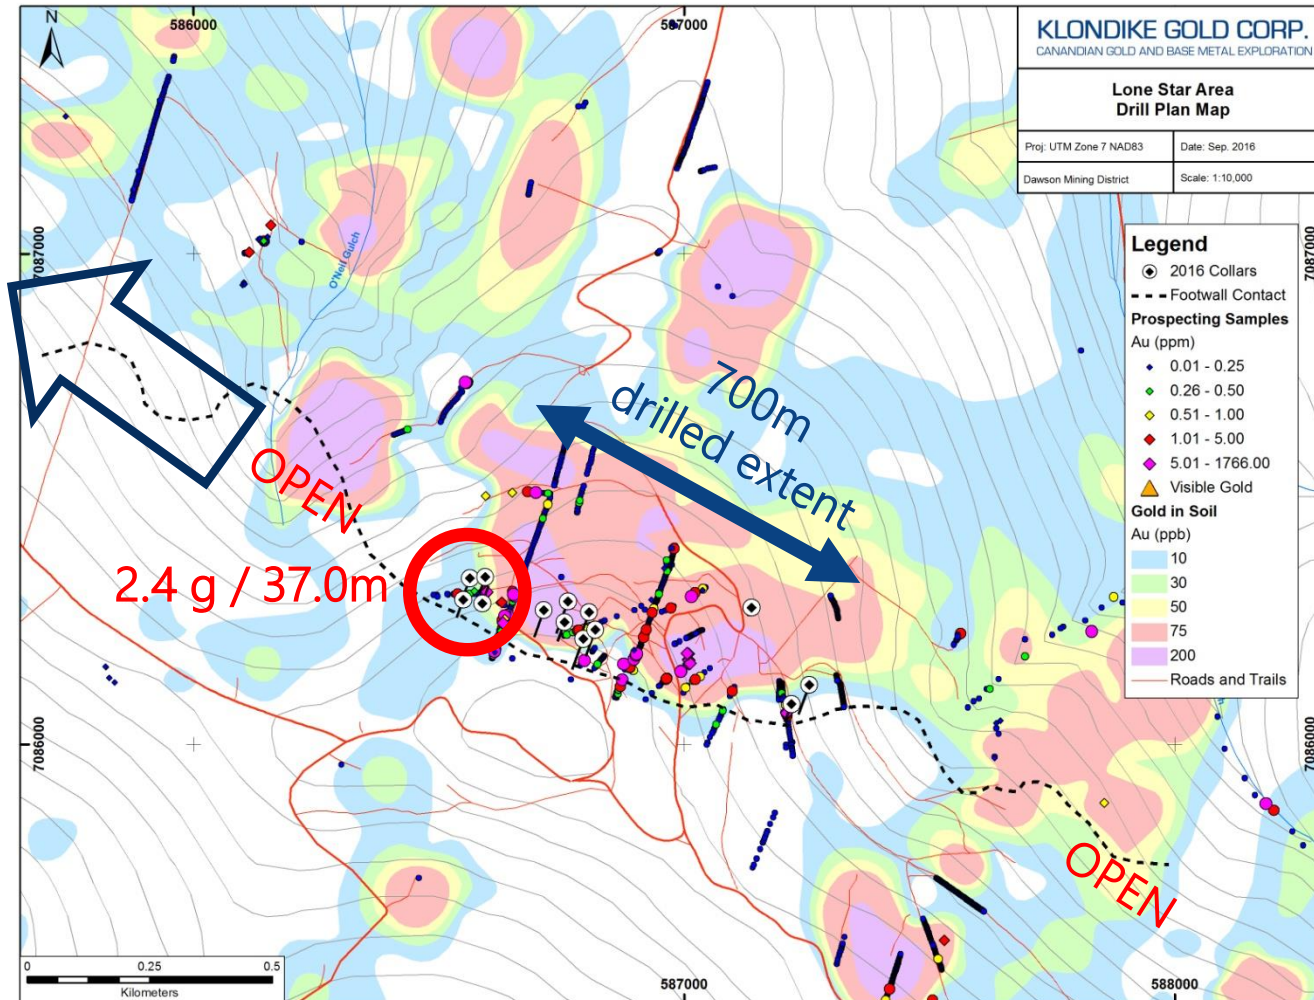 N
586000
587000
KLONDIKE GOLD CORP.
CANANDIAN GOLD AND BASE METAL EXPLORATION
Lone Star Area
Drill Plan Map
Proj: UTM Zone 7 NAD83
Date: Sep. 2016
Dawson Mining District
Scale: 1:10,000
7087000
7087000
O'Neil Gulch
Legend
2016 Collars
Footwall Contact
Prospecting Samples
Au (ppm)
0.01 - 0.25
0.26 - 0.50
0.51 - 1.00
1.01 - 5.00
5.01 - 1766.00
Visible Gold
Gold in Soil
Au (ppb)
10
30
50
75
200
Roads and Trails
700m
drilled extent
OPEN
2.4 g / 37.0m
7086000
7086000
OPEN
0 0.25 0.5
Kilometers
587000
588000